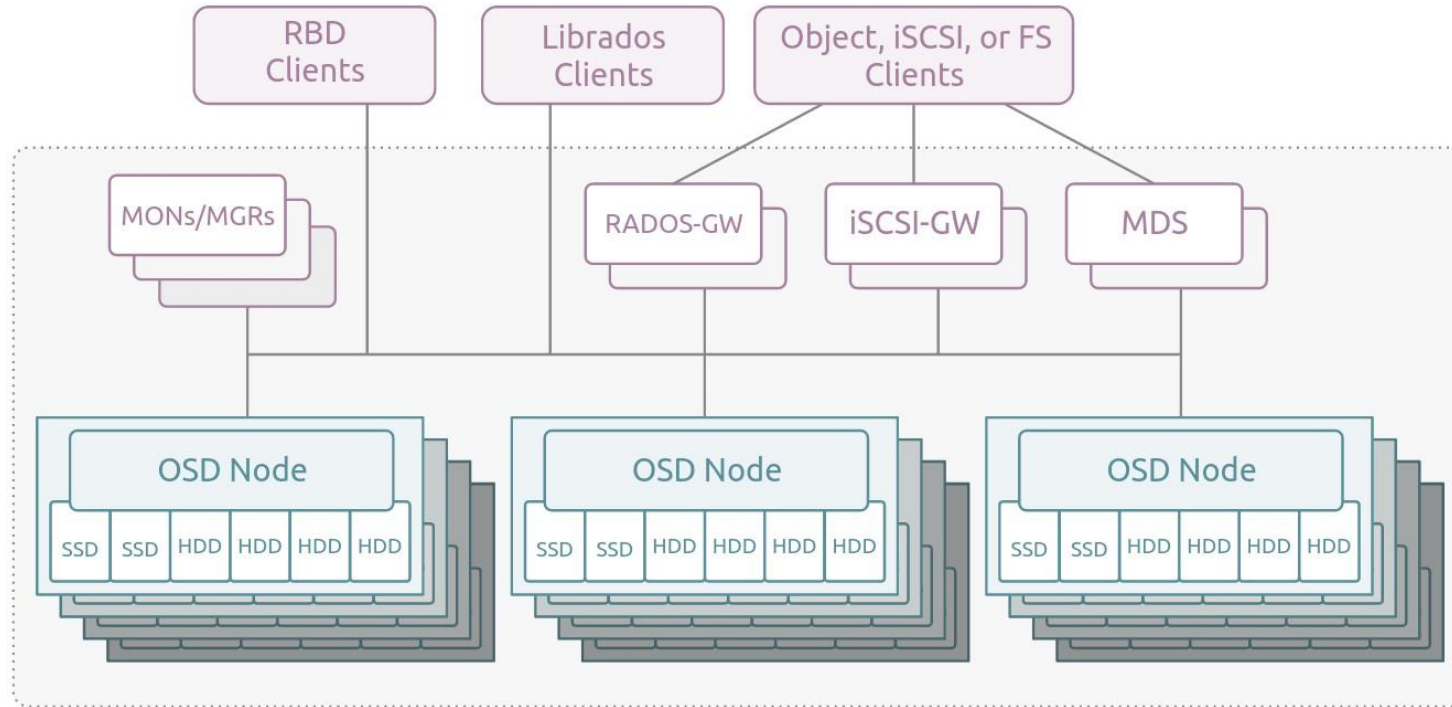 RBD
Clients
Librados
Clients
Object, iSCSI, or FS
Clients
MONs/MGRs
RADOS-GW
iSCSI-GW
MDS
OSD Node
SSD SSD HDD HDD HDD HDD
OSD Node
SSD SSD HDD HDD HDD HDD
OSD Node
SSD SSD HDD HDD HDD HDD